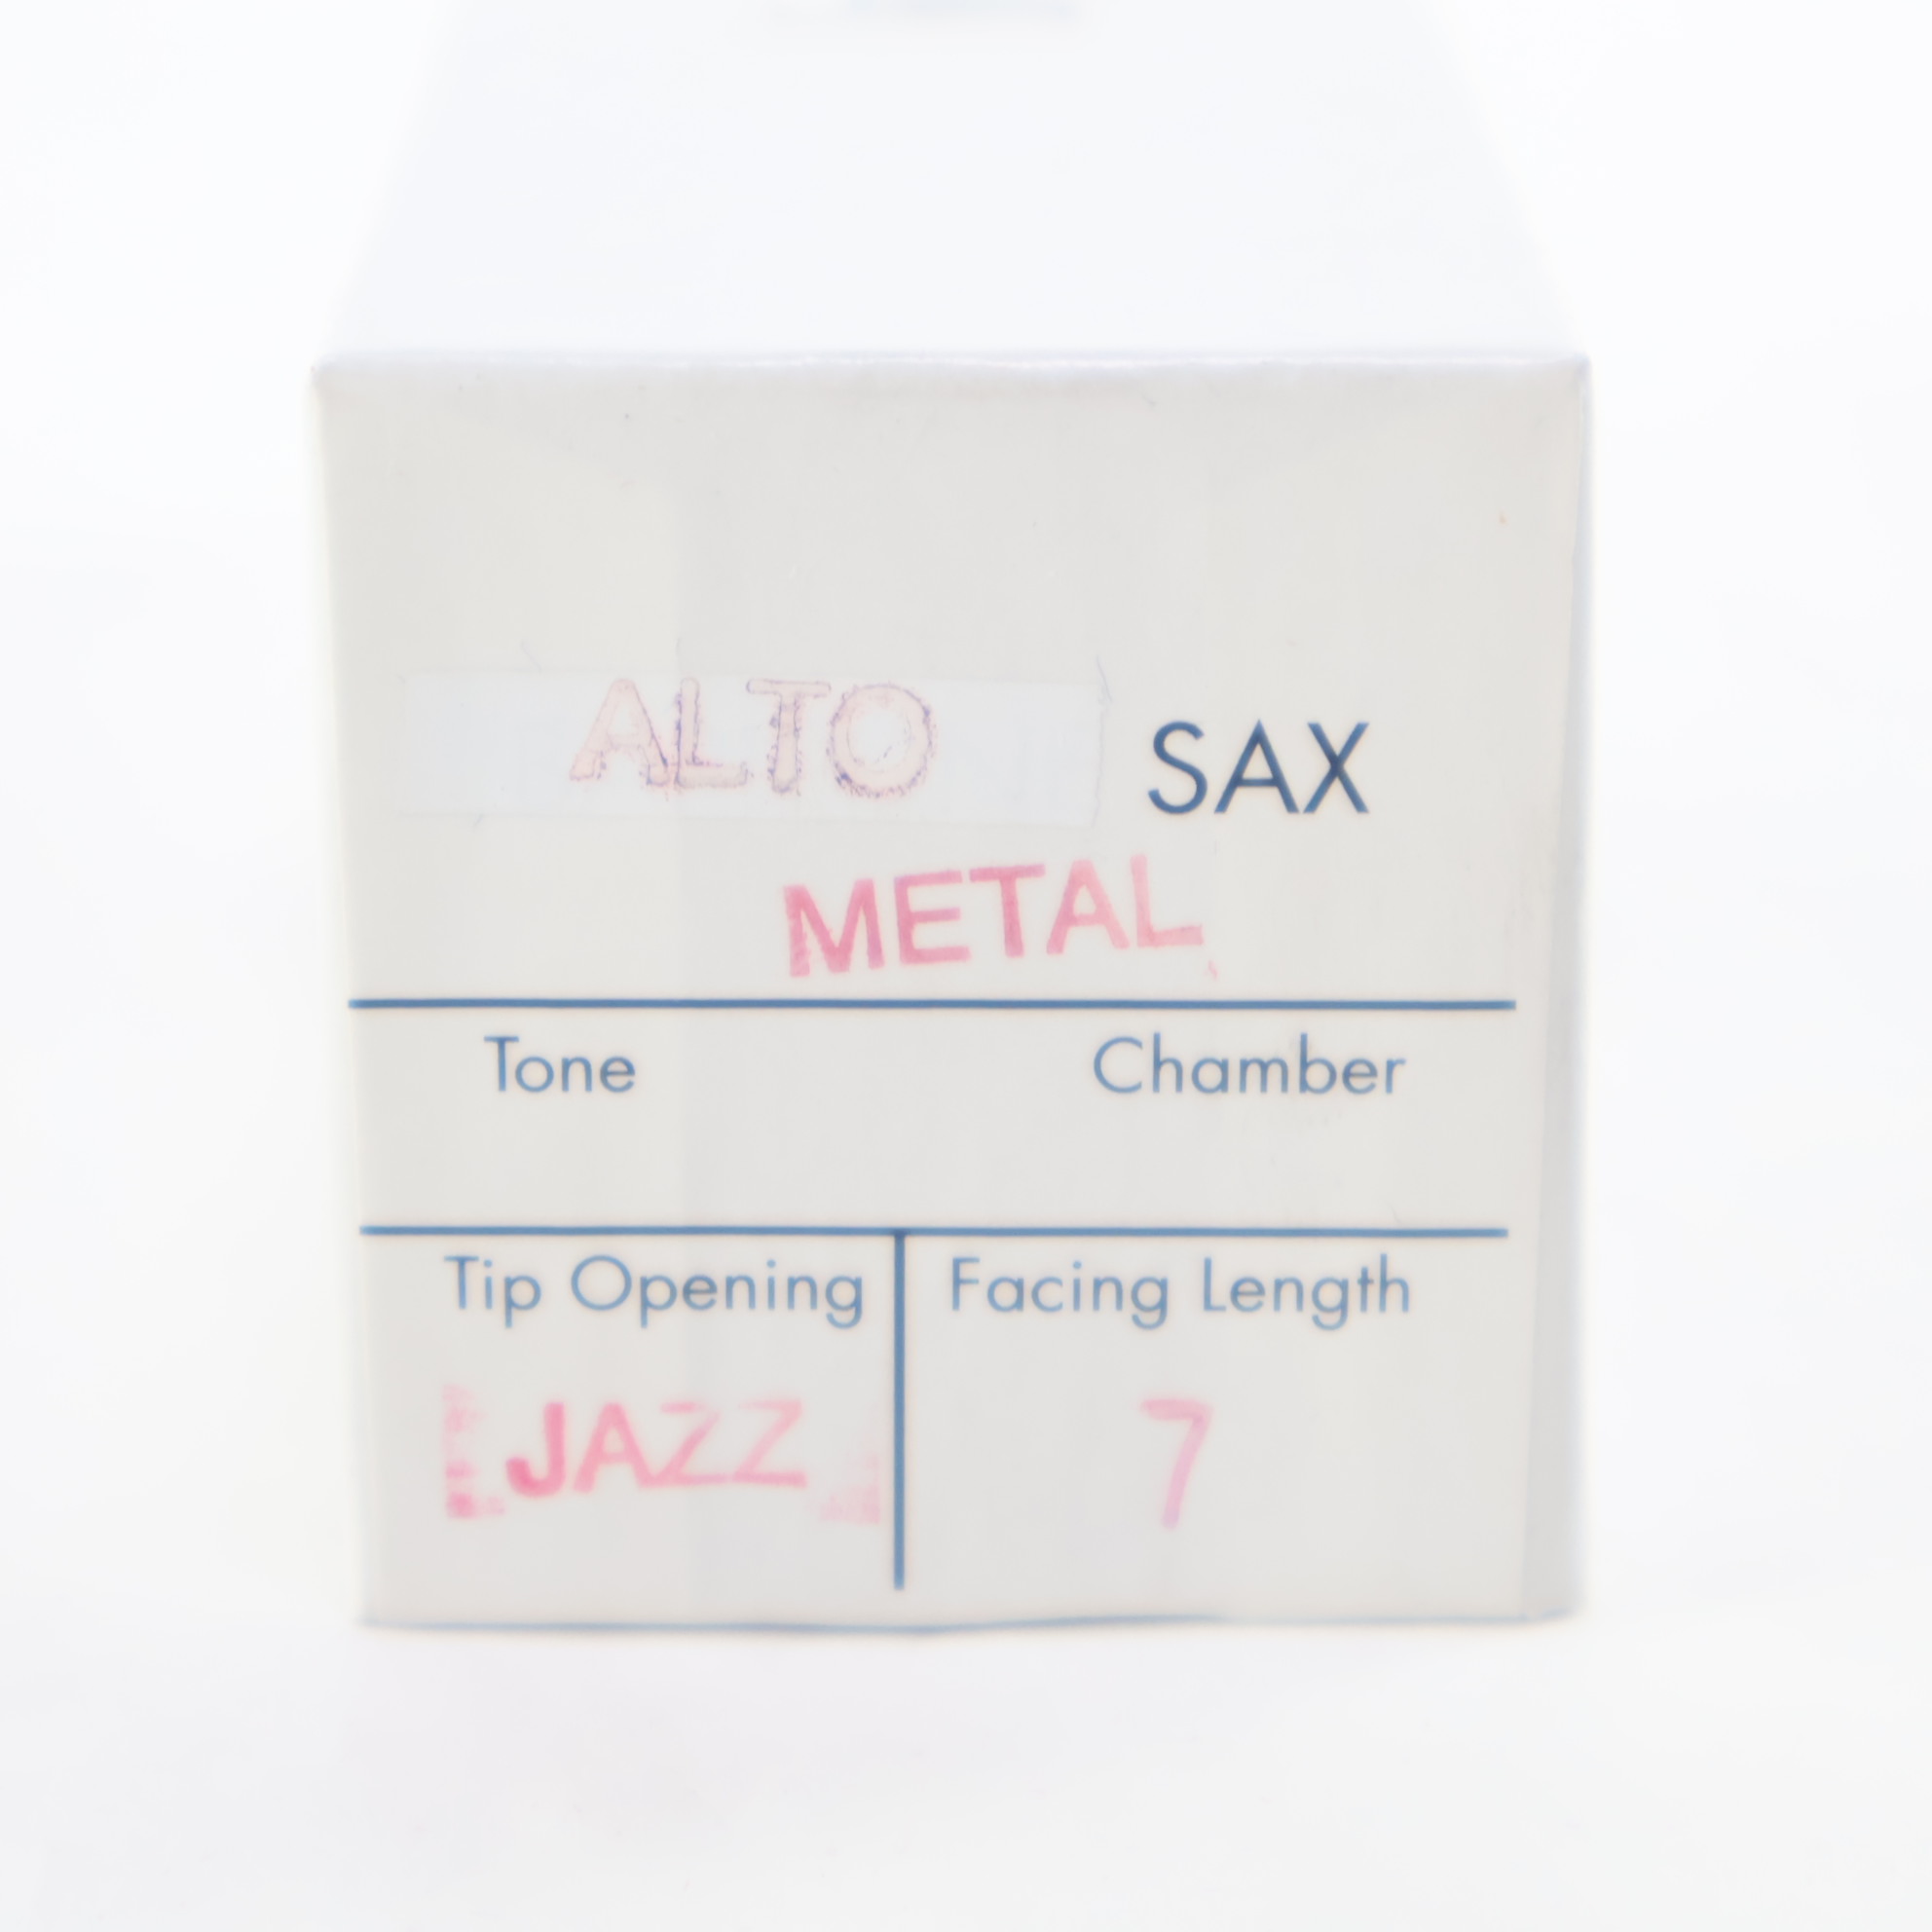 ALTO SAX
METAL
Tone Chamber
Tip Opening Facing Length
JAZZ 7